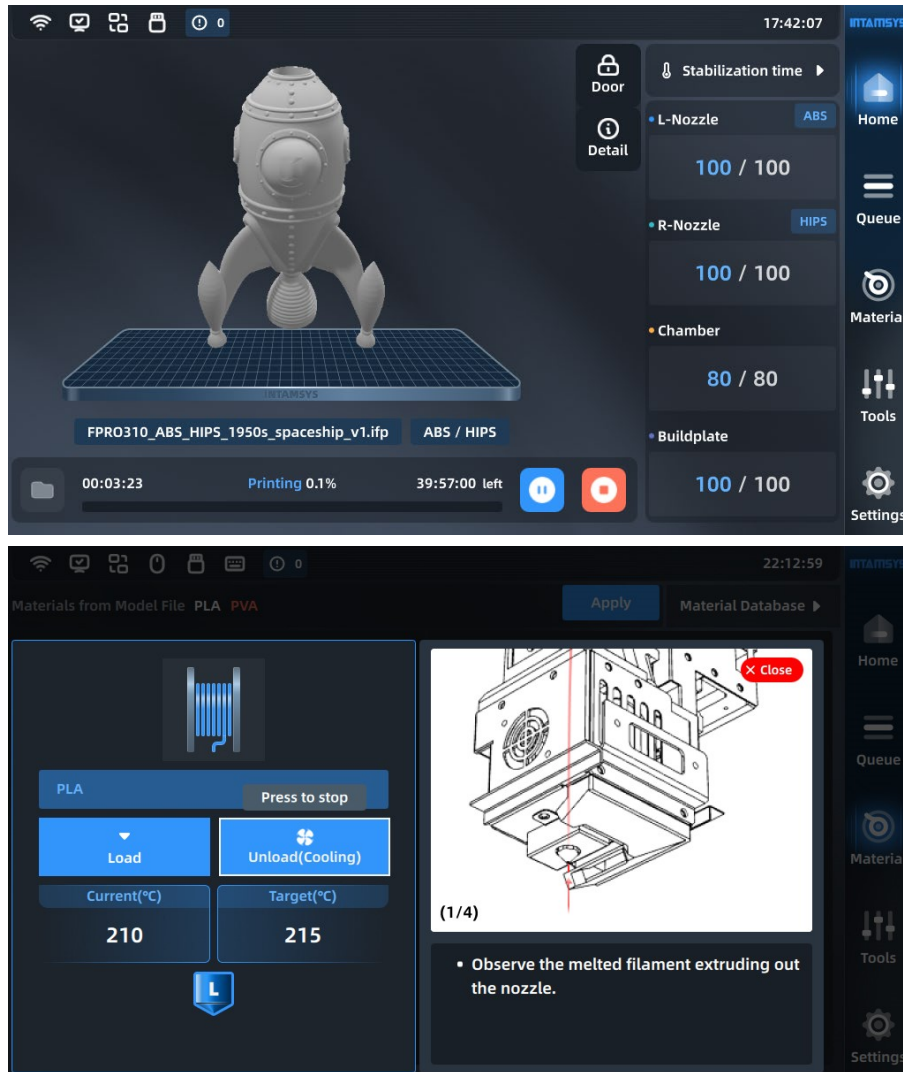 0
17:42:07
INTAMSYS
Door
Detail
Stabilization time
L-Nozzle ABS
100 / 100
R-Nozzle HIPS
100 / 100
Chamber
80 / 80
Buildplate
100 / 100
Home
Queue
Materia
Tools
Settings
INTAMSYS
FPRO310_ABS_HIPS_1950s_spaceship_v1.ifp ABS / HIPS
00:03:23 Printing 0.1% 39:57:00 left
0
22:12:59
INTAMSYS
Materials from Model File PLA PVA
Apply
Material Database
PLA
Press to stop
Load
Unload(Cooling)
Current(°C) Target(°C)
210 215
L
Close
(1/4)
• Observe the melted filament extruding out
the nozzle.
Home
Queue
Materia
Tools
Settings